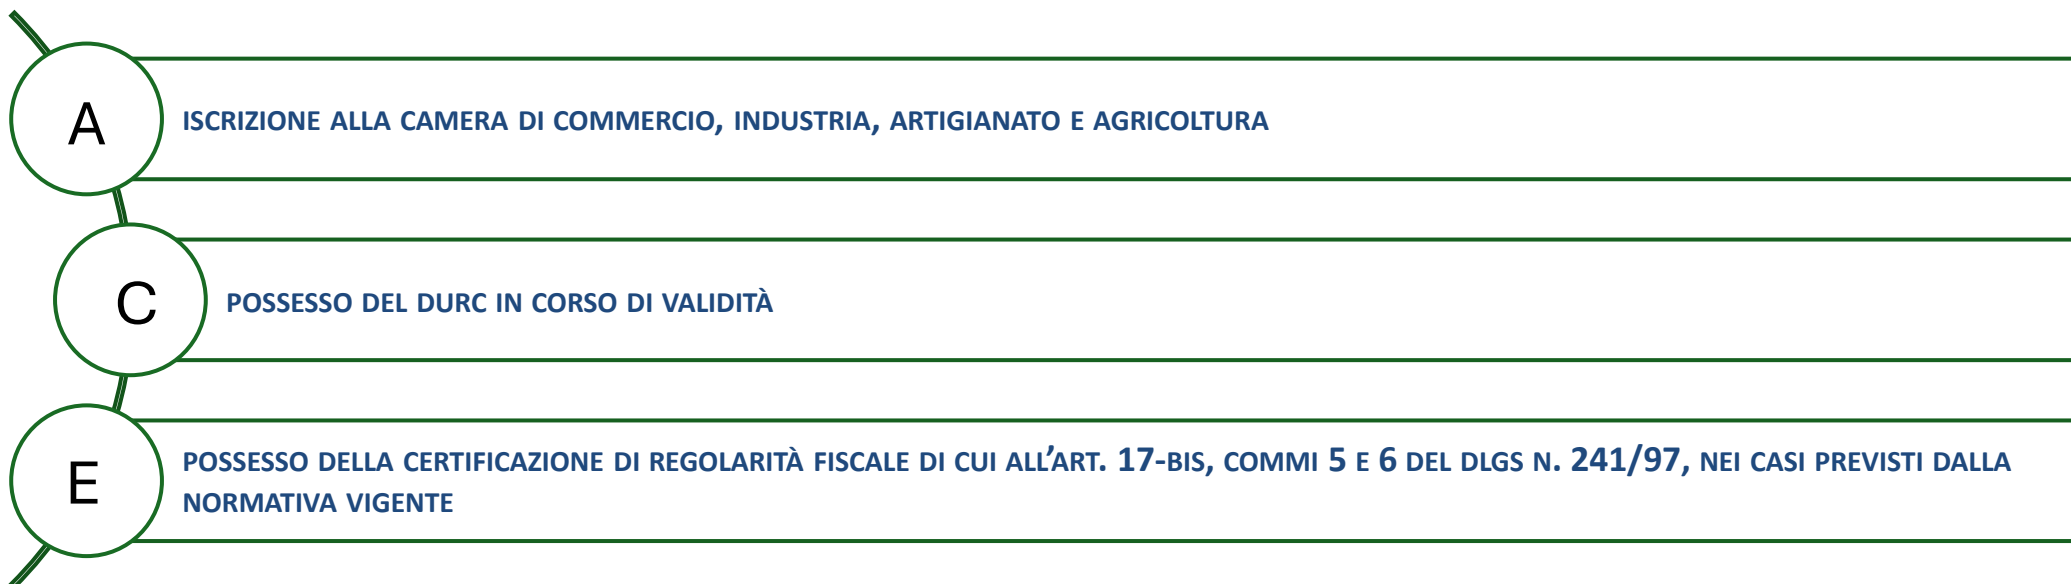 A
ISCRIZIONE ALLA CAMERA DI COMMERCIO, INDUSTRIA, ARTIGIANATO E AGRICOLTURA
C
POSSESSO DEL DURC IN CORSO DI VALIDITÀ
E
POSSESSO DELLA CERTIFICAZIONE DI REGOLARITÀ FISCALE DI CUI ALL’ART. 17-BIS, COMMI 5 E 6 DEL DLGS N. 241/97, NEI CASI PREVISTI DALLA
NORMATIVA VIGENTE